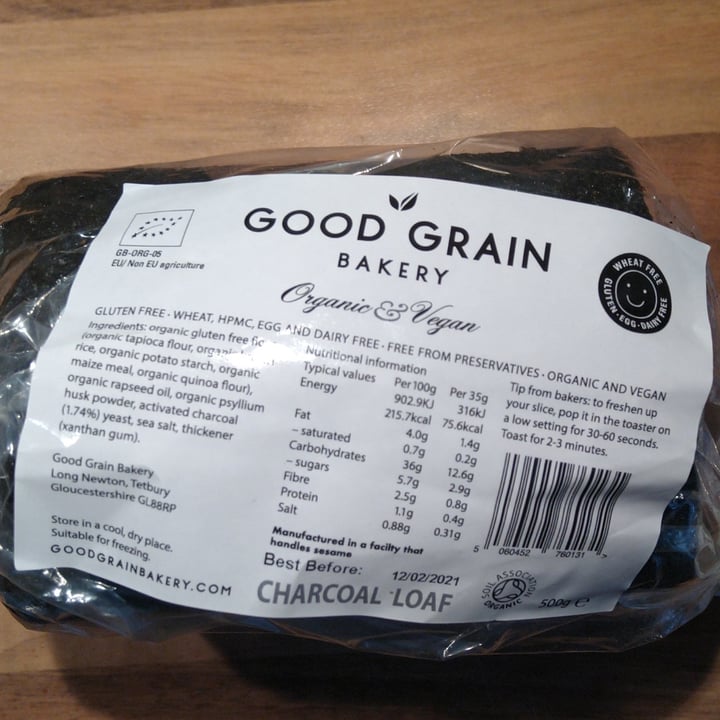 GOOD GRAIN
BAKERY
Organic & Vegan
GB-ORG-05
EU/ Non EU agriculture
WHEAT FREE
GLUTEN · EGG · DAIRY FREE
GLUTEN FREE · WHEAT, HPMC, EGG AND DAIRY FREE · FREE FROM PRESERVATIVES · ORGANIC AND VEGAN
Ingredients: organic gluten free
(organic tapioca flour, organic
rice, organic potato starch, organic
maize meal, organic quinoa flour),
organic rapseed oil, organic psyllium
husk powder, activated charcoal
(1.74%) yeast, sea salt, thickener
(xanthan gum).
Good Grain Bakery
Long Newton, Tetbury
Gloucestershire GL88RP
Store in a cool, dry place.
Suitable for freezing.
GOODGRAINBAKERY.COM
Nutritional information
Typical values Per100g Per 35g
Energy 902.9KJ 316kJ
215.7kcal 75.6kcal
Fat 4.0g 1.4g
– saturated 0.7g 0.2g
Carbohydrates 36g 12.6g
– sugars 5.7g 2.9g
Fibre 2.5g 0.8g
Protein 1.1g 0.4g
Salt 0.88g 0.31g
Manufactured in a facilty that
handles sesame
Best Before: 12/02/2021
CHARCOAL LOAF
Tip from bakers: to freshen up
your slice, pop it in the toaster on
a low setting for 30-60 seconds.
Toast for 2-3 minutes.
5 060452 760131 >
SOIL ASSOCIATION
ORGANIC
500g e